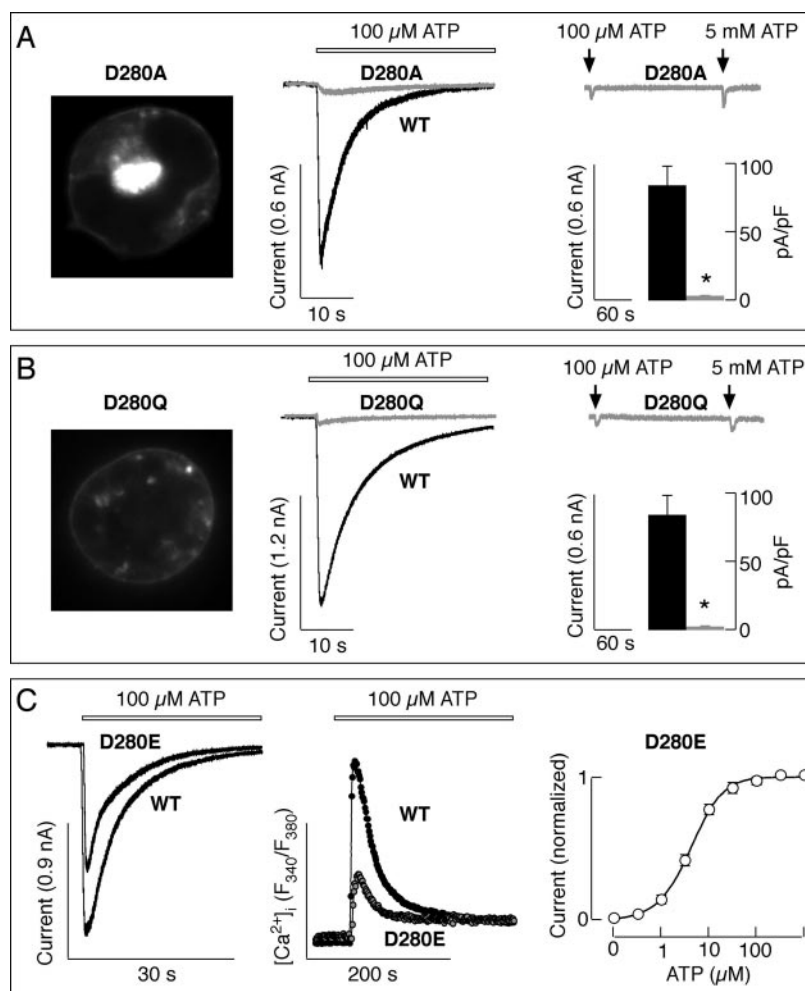 A
100 µM ATP
100 µM ATP
5 mM ATP
D280A
D280A
D280A
WT
Current (0.6 nA)
10 s
Current (0.6 nA)
60 s
*
100
50
0
pA/pF
B
100 µM ATP
100 µM ATP
5 mM ATP
D280Q
D280Q
D280Q
WT
Current (1.2 nA)
10 s
Current (0.6 nA)
60 s
*
100
50
0
pA/pF
C
100 µM ATP
100 µM ATP
D280E
WT
Current (0.9 nA)
30 s
WT
D280E
[Ca2+]i (F340/F380)
200 s
D280E
Current (normalized)
1
0
0 1 10 100
ATP (µM)